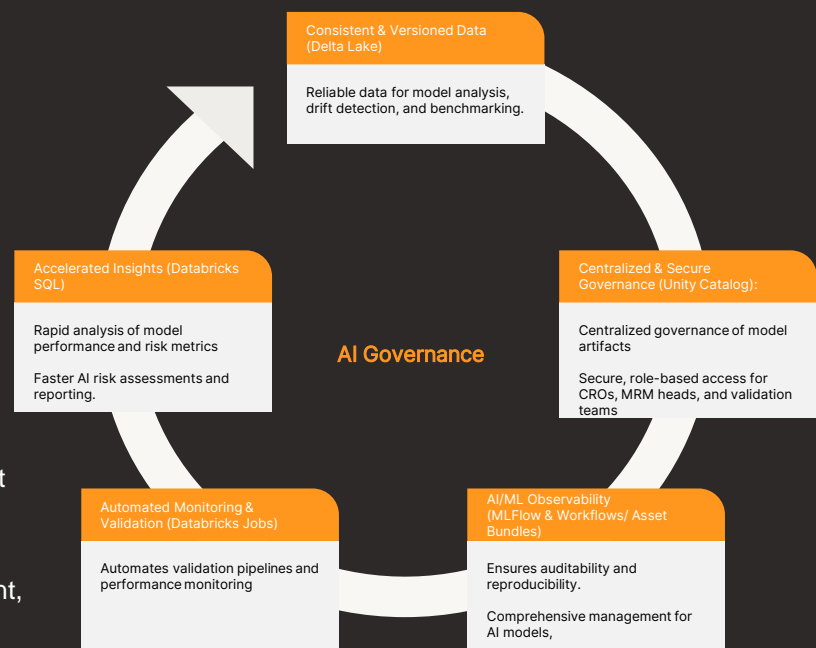 Consistent & Versioned Data
(Delta Lake)
Reliable data for model analysis,
drift detection, and benchmarking.
Accelerated Insights (Databricks
SQL)
Rapid analysis of model
performance and risk metrics
Faster AI risk assessments and
reporting.
AI Governance
Centralized & Secure
Governance (Unity Catalog):
Centralized governance of model
artifacts
Secure, role-based access for
CROs, MRM heads, and validation
teams
Automated Monitoring &
Validation (Databricks Jobs)
Automates validation pipelines and
performance monitoring
AI/ML Observability
(MLFlow & Workflows/ Asset
Bundles)
Ensures auditability and
reproducibility.
Comprehensive management for
AI models,